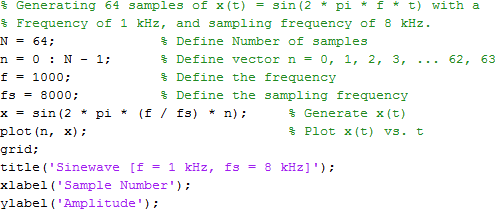 % Generating 64 samples of x(t) = sin(2 * pi * f * t) with a
% Frequency of 1 kHz, and sampling frequency of 8 kHz.
N = 64; % Define Number of samples
n = 0 : N - 1; % Define vector n = 0, 1, 2, 3, ... 62, 63
f = 1000; % Define the frequency
fs = 8000; % Define the sampling frequency
x = sin(2 * pi * (f / fs) * n); % Generate x(t)
plot(n, x); % Plot x(t) vs. t
grid;
title('Sinewave [f = 1 kHz, fs = 8 kHz]');
xlabel('Sample Number');
ylabel('Amplitude');